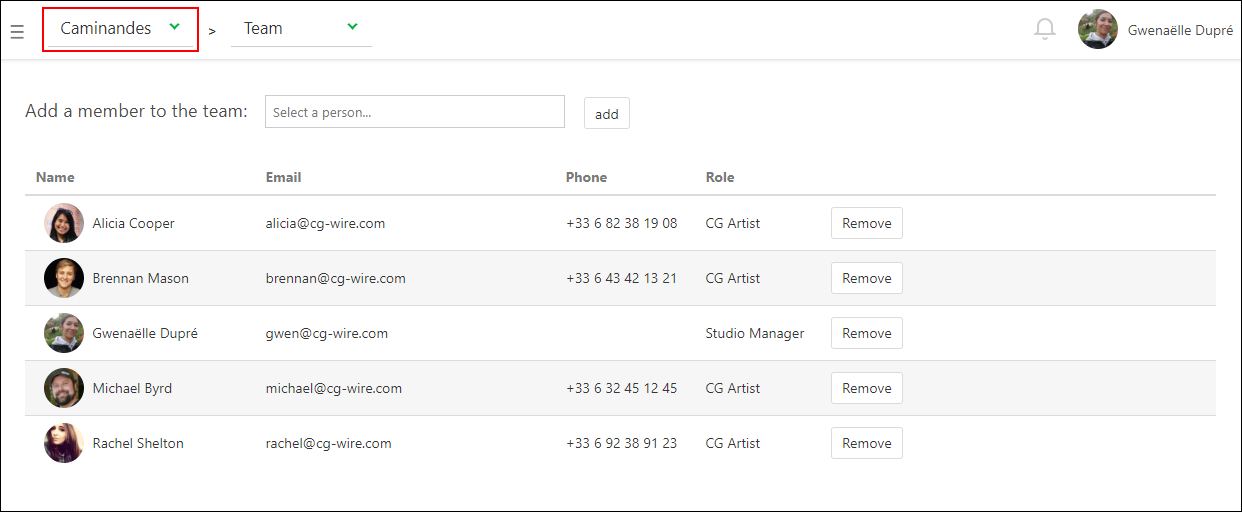 Caminandes > Team Gwenaëlle Dupré
Add a member to the team: Select a person... add
Name Email Phone Role
Alicia Cooper alicia@cg-wire.com +33 6 82 38 19 08 CG Artist Remove
Brennan Mason brennan@cg-wire.com +33 6 43 42 13 21 CG Artist Remove
Gwenaëlle Dupré gwen@cg-wire.com Studio Manager Remove
Michael Byrd michael@cg-wire.com +33 6 32 45 12 45 CG Artist Remove
Rachel Shelton rachel@cg-wire.com +33 6 92 38 91 23 CG Artist Remove